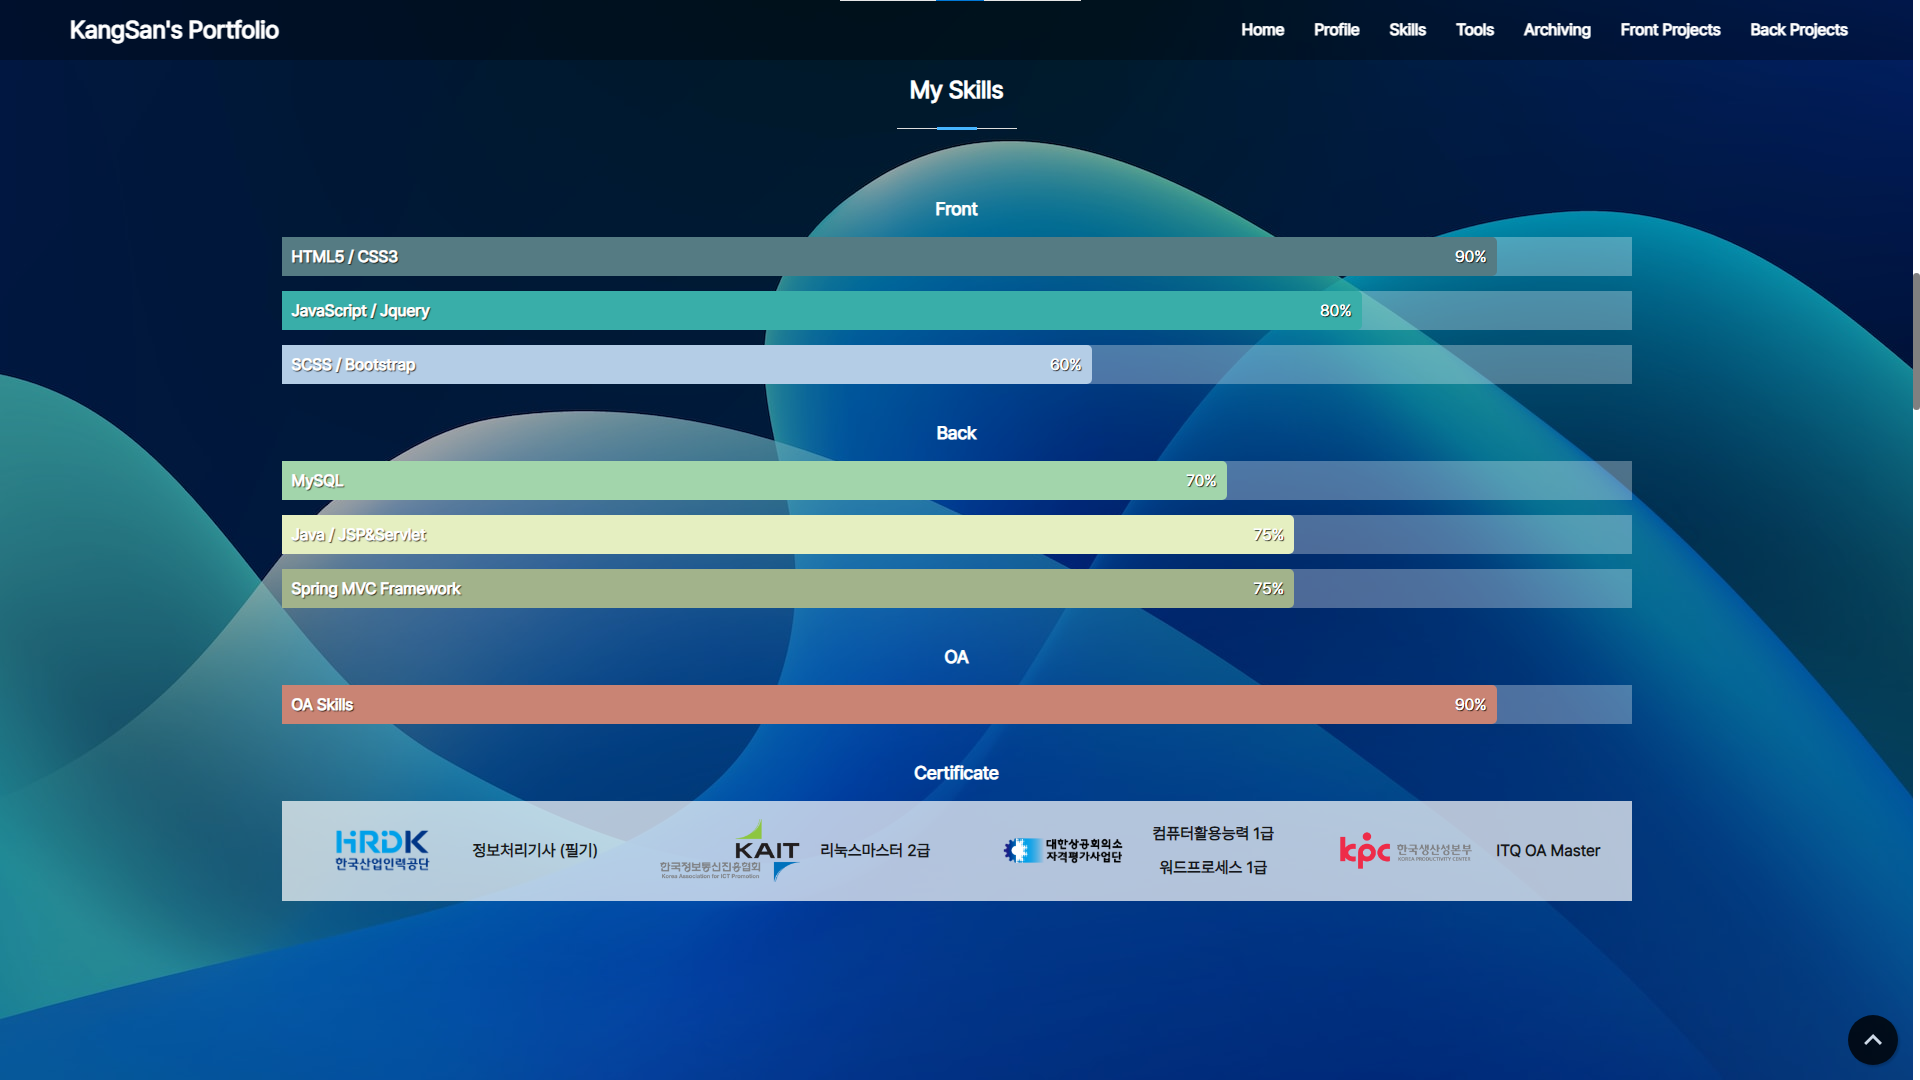 KangSan's Portfolio
Home Profile Skills Tools Archiving Front Projects Back Projects
My Skills
Front
HTML5 / CSS3 90%
JavaScript / Jquery 80%
SCSS / Bootstrap 60%
Back
MySQL 70%
Java / JSP&Servlet 75%
Spring MVC Framework 75%
OA
OA Skills 90%
Certificate
HRDK
한국산업인력공단
정보처리기사 (필기)
KAIT
한국정보통신진흥협회
Korea Association for ICT Promotion
리눅스마스터 2급
대한상공회의소
자격평가사업단
컴퓨터활용능력 1급
워드프로세스 1급
kpc 한국생산성본부
KOREA PRODUCTIVITY CENTER
ITQ OA Master